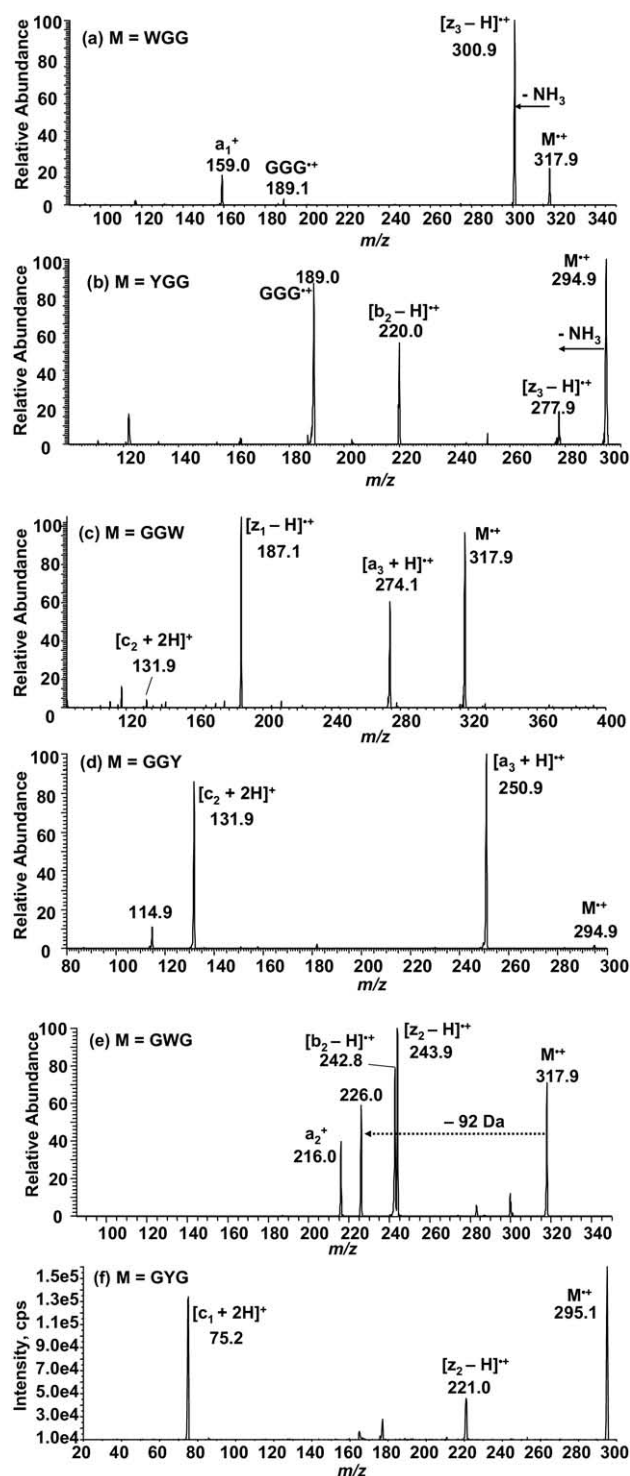 (a) M = WGG
[z₃ – H]•+
300.9
- NH₃
M•+
317.9
a₁+
159.0
GGG•+
189.1
Relative Abundance
100
80
60
40
20
0
100 120 140 160 180 200 220 240 260 280 300 320 340
m/z
(b) M = YGG
189.0
GGG•+
[b₂ – H]•+
220.0
M•+
294.9
- NH₃
[z₃ – H]•+
277.9
Relative Abundance
100
80
60
40
20
0
120 140 160 180 200 220 240 260 280 300
m/z
(c) M = GGW
[z₁ – H]•+
187.1
M•+
317.9
[a₃ + H]•+
274.1
[c₂ + 2H]+
131.9
Relative Abundance
100
80
60
40
20
0
120 160 200 240 280 320 360 400
m/z
(d) M = GGY
[a₃ + H]•+
250.9
[c₂ + 2H]+
131.9
114.9
M•+
294.9
Relative Abundance
100
80
60
40
20
0
80 100 120 140 160 180 200 220 240 260 280 300
m/z
(e) M = GWG
[b₂ – H]•+
242.8
[z₂ – H]•+
243.9
M•+
317.9
226.0
– 92 Da
a₂+
216.0
Relative Abundance
100
80
60
40
20
0
100 120 140 160 180 200 220 240 260 280 300 320 340
m/z
(f) M = GYG
[c₁ + 2H]+
75.2
M•+
295.1
[z₂ – H]•+
221.0
Intensity, cps
1.5e5
1.3e5
1.1e5
9.0e4
7.0e4
5.0e4
3.0e4
1.0e4
20 40 60 80 100 120 140 160 180 200 220 240 260 280 300
m/z